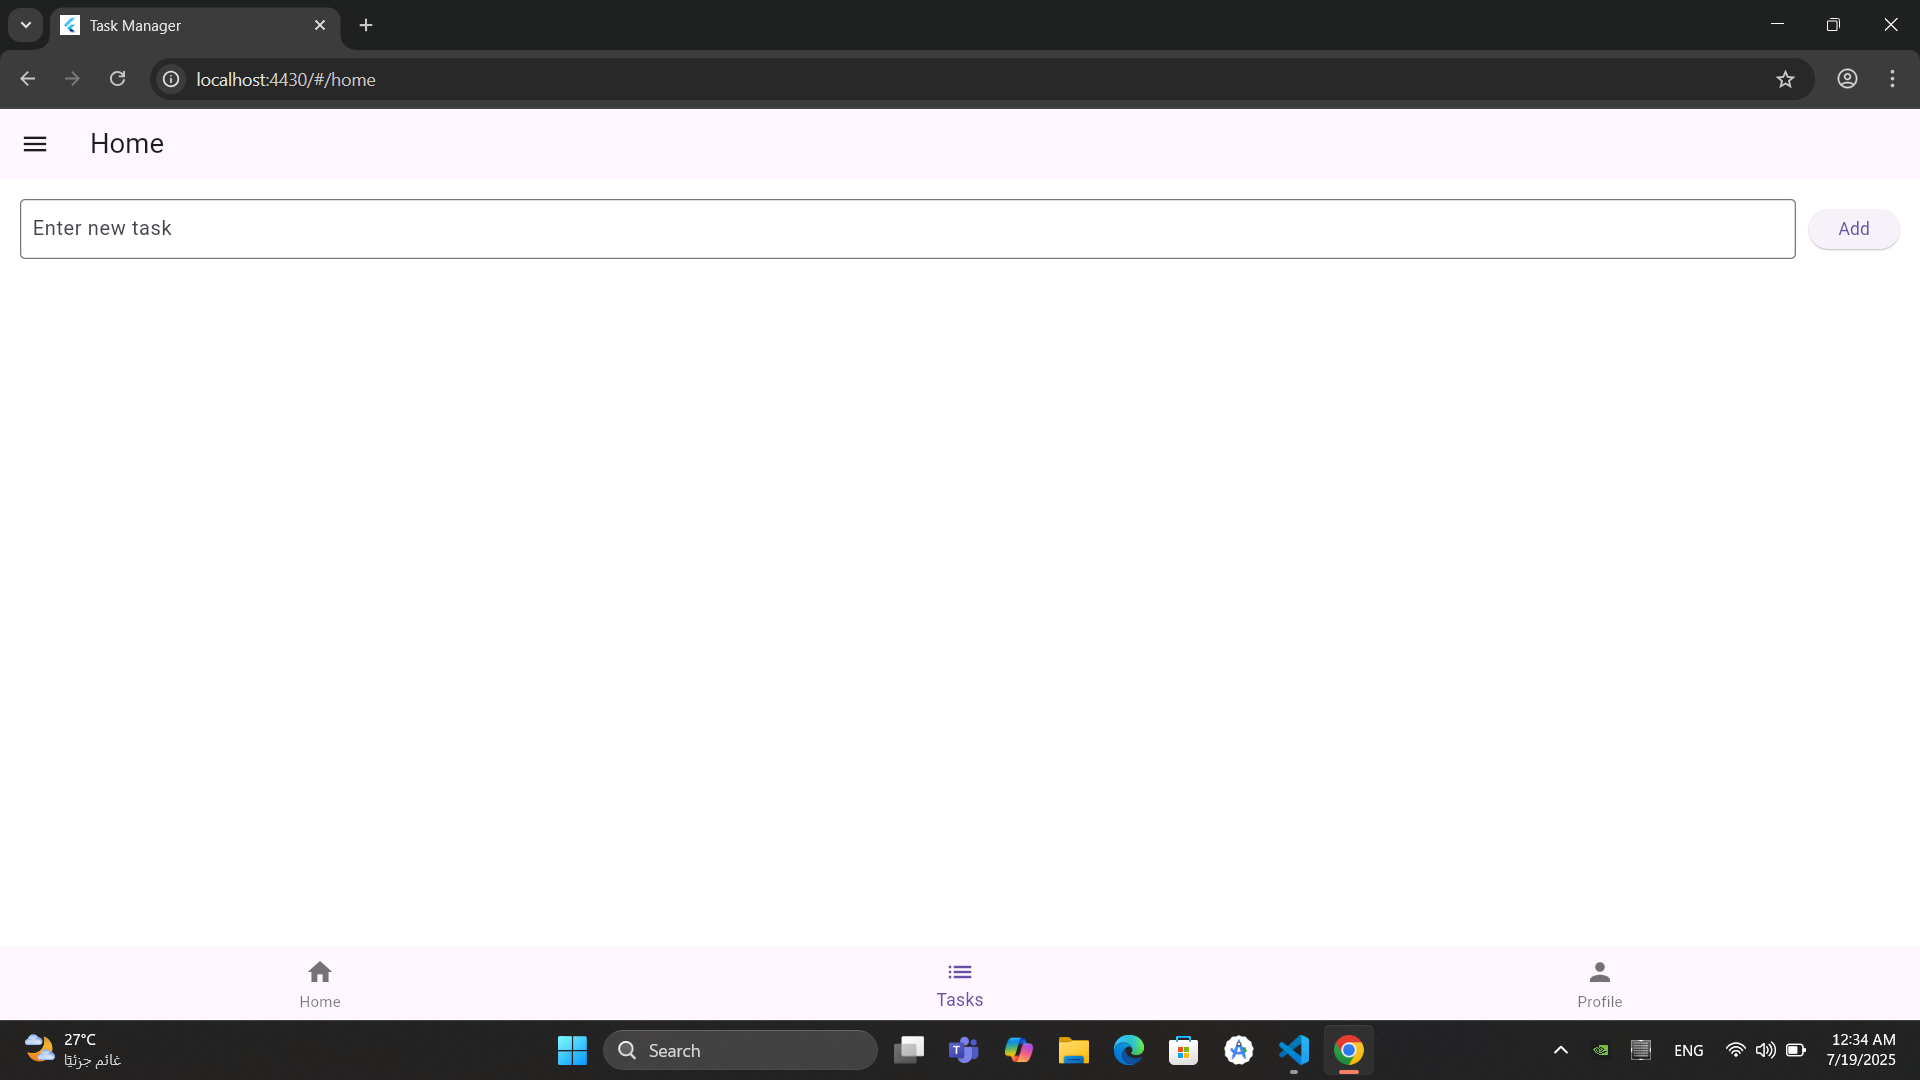 Task Manager
localhost:4430/#/home
Home
Enter new task
Add
Home
Tasks
Profile
27°C
غائم جزئيًا
Search
ENG
12:34 AM
7/19/2025